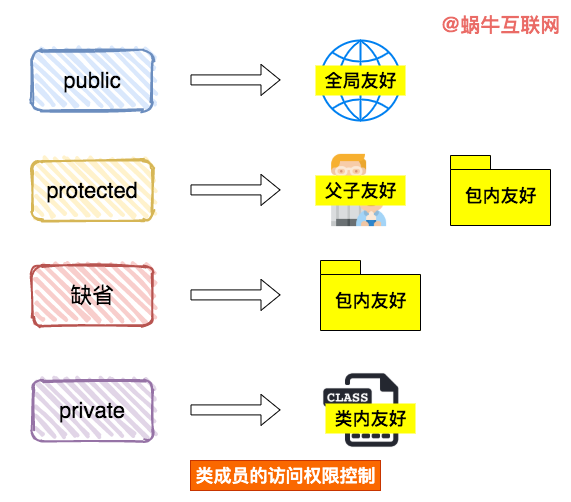 @蜗牛互联网
public
全局友好
protected
父子友好
包内友好
缺省
包内友好
private
CLASS
类内友好
类成员的访问权限控制